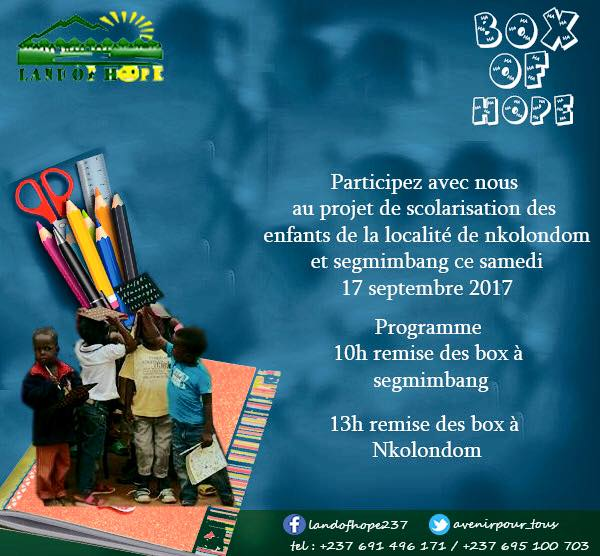 LAND OF HOPE
BOX
OF
HOPE
Participez avec nous
au projet de scolarisation des
enfants de la localité de nkolondom
et segmimbang ce samedi
17 septembre 2017
Programme
10h remise des box à
segmimbang
13h remise des box à
Nkolondom
landofhope237 avenirpour_tous
tel : +237 691 496 171 / +237 695 100 703